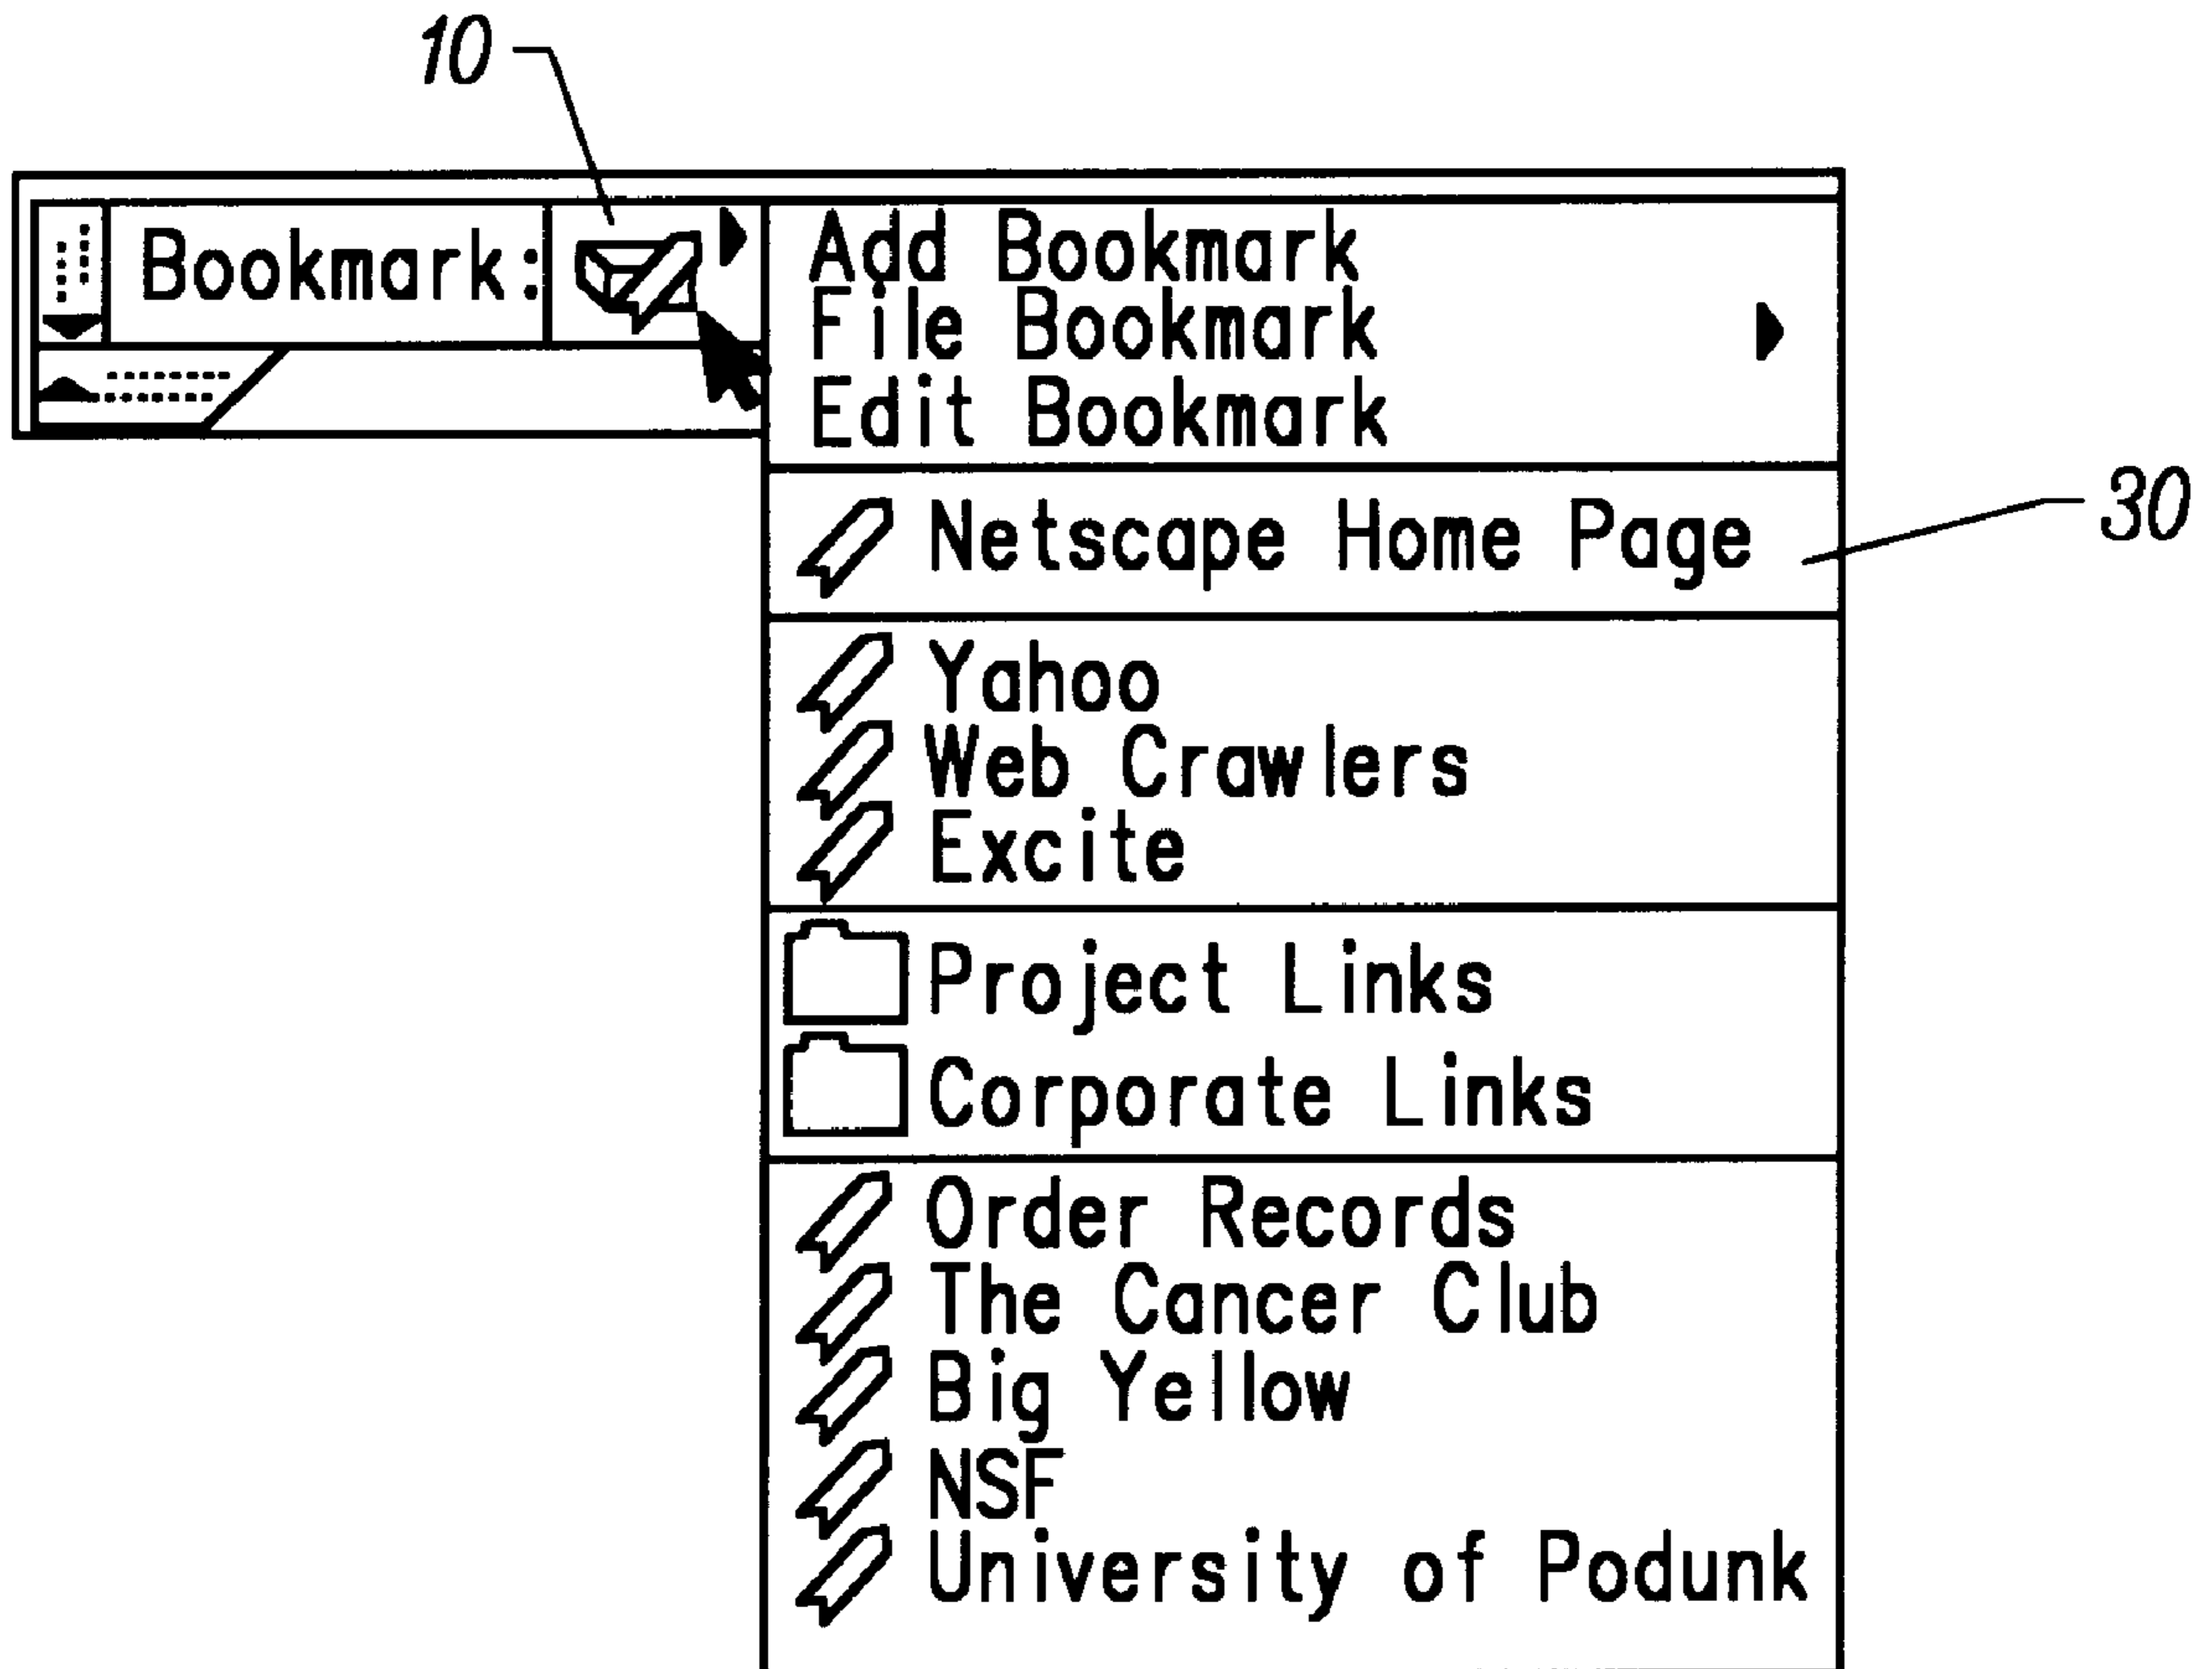 10
Bookmark:
Add Bookmark
File Bookmark
Edit Bookmark
Netscape Home Page
30
Yahoo
Web Crawlers
Excite
Project Links
Corporate Links
Order Records
The Cancer Club
Big Yellow
NSF
University of Podunk